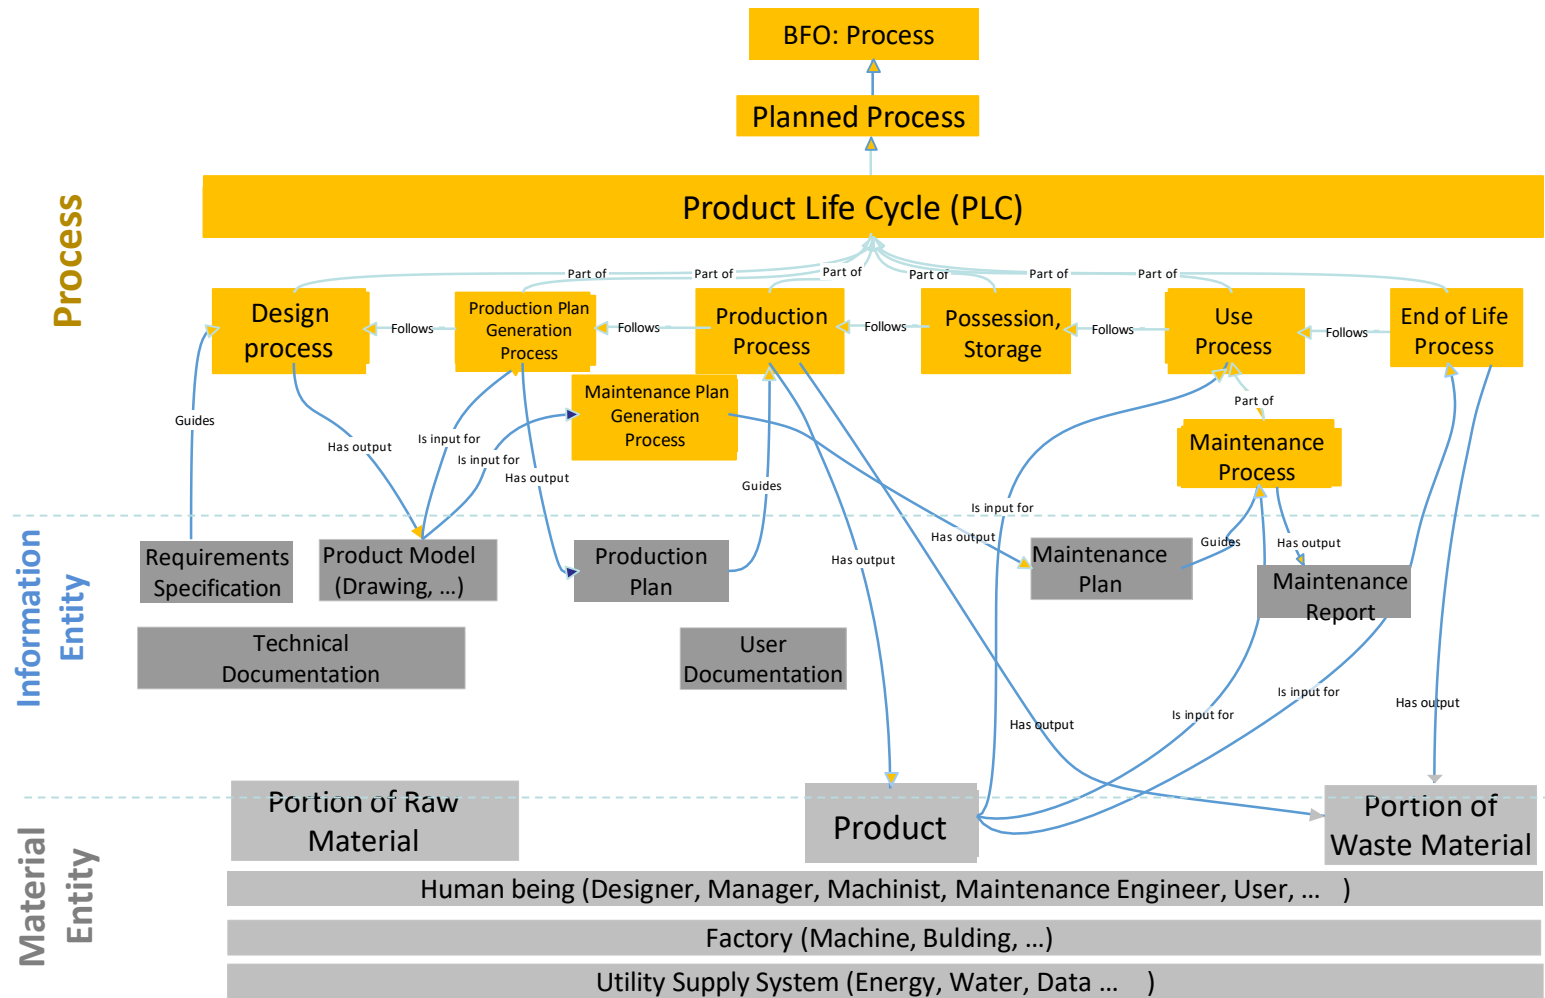 BFO: Process
Planned Process
Product Life Cycle (PLC)
Process
Part of
Part of
Part of
Part of
Part of
Part of
Design
process
Follows
Production Plan
Generation
Process
Follows
Production
Process
Follows
Possession,
Storage
Follows
Use
Process
Follows
End of Life
Process
Maintenance Plan
Generation
Process
Part of
Maintenance
Process
Guides
Has output
Is input for
Is input for
Has output
Guides
Is input for
Has output
Has output
Guides
Has output
Information
Entity
Requirements
Specification
Product Model
(Drawing, …)
Production
Plan
Maintenance
Plan
Maintenance
Report
Technical
Documentation
User
Documentation
Has output
Is input for
Is input for
Has output
Material
Entity
Portion of Raw
Material
Product
Portion of
Waste Material
Human being (Designer, Manager, Machinist, Maintenance Engineer, User, … )
Factory (Machine, Bulding, …)
Utility Supply System (Energy, Water, Data … )